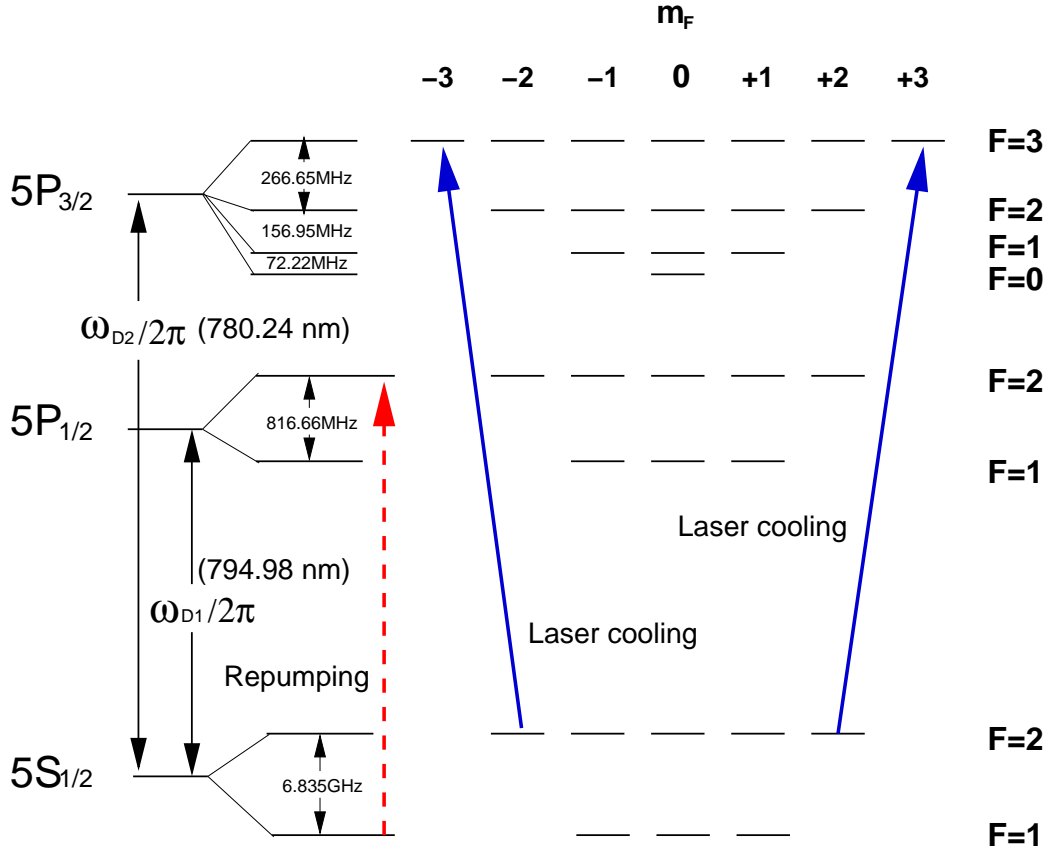 mF
−3 −2 −1 0 +1 +2 +3
F=3
266.65MHz
5P3/2
F=2
156.95MHz
F=1
72.22MHz
F=0
ωD2/2π (780.24 nm)
F=2
5P1/2
816.66MHz
F=1
Laser cooling
(794.98 nm)
ωD1/2π
Laser cooling
Repumping
F=2
5S1/2
6.835GHz
F=1